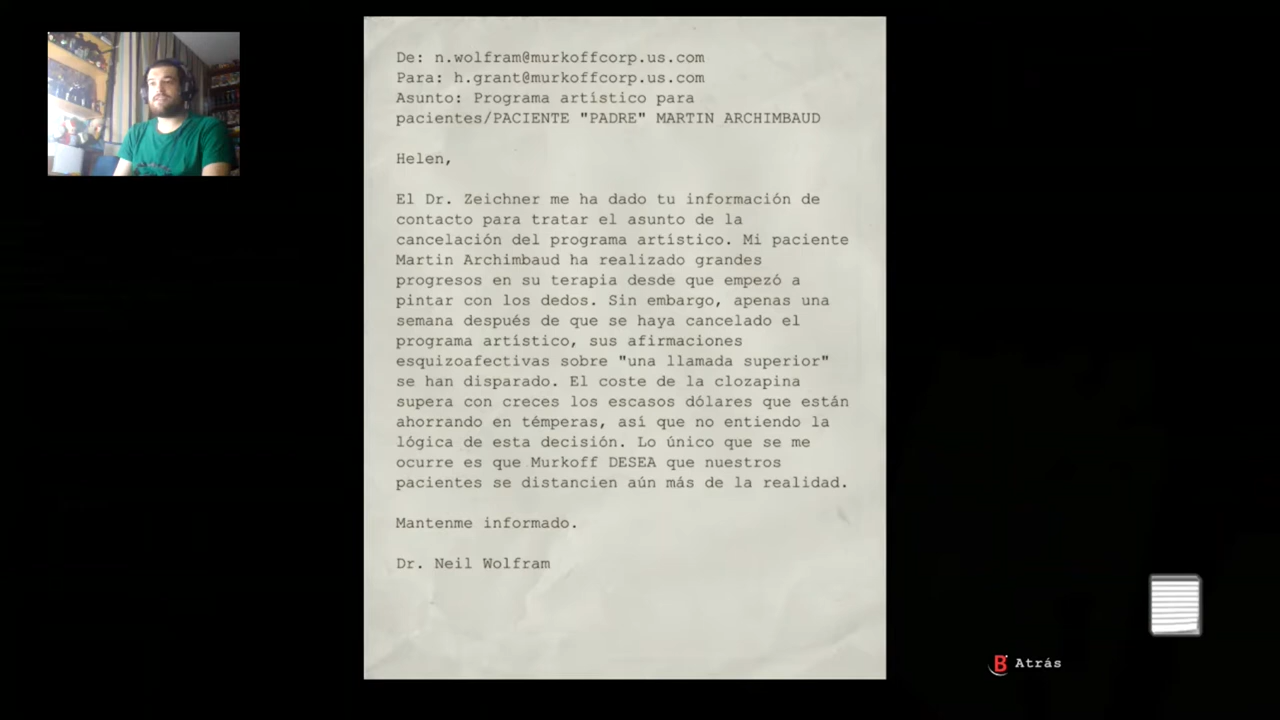 De: n.wolfram@murkoffcorp.us.com
Para: h.grant@murkoffcorp.us.com
Asunto: Programa artístico para
pacientes/PACIENTE "PADRE" MARTIN ARCHIMBAUD
Helen,
El Dr. Zeichner me ha dado tu información de
contacto para tratar el asunto de la
cancelación del programa artístico. Mi paciente
Martin Archimbaud ha realizado grandes
progresos en su terapia desde que empezó a
pintar con los dedos. Sin embargo, apenas una
semana después de que se haya cancelado el
programa artístico, sus afirmaciones
esquizoafectivas sobre "una llamada superior"
se han disparado. El coste de la clozapina
supera con creces los escasos dólares que están
ahorrando en témperas, así que no entiendo la
lógica de esta decisión. Lo único que se me
ocurre es que Murkoff DESEA que nuestros
pacientes se distancien aún más de la realidad.
Mantenme informado.
Dr. Neil Wolfram
B Atrás